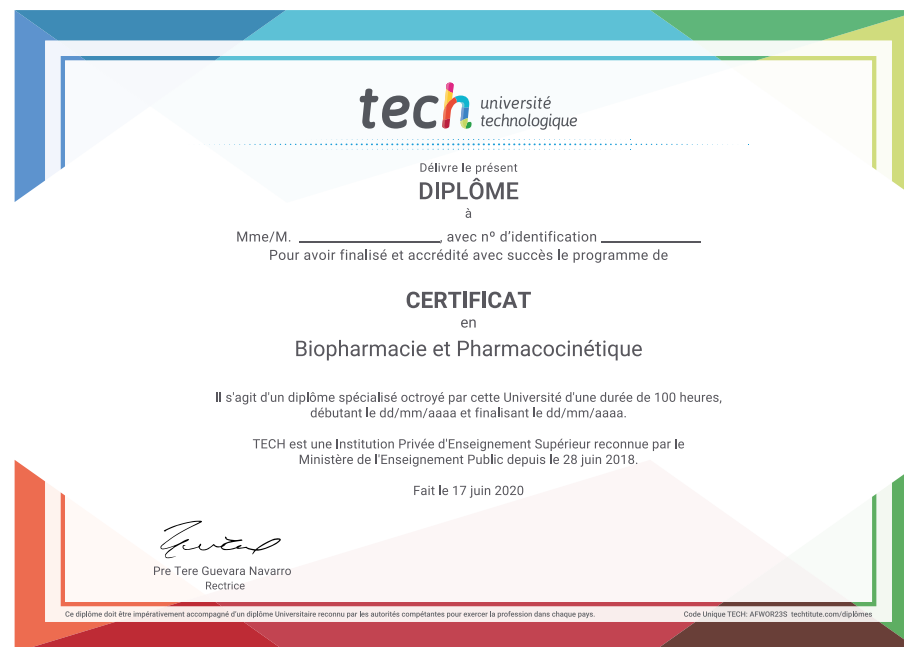 tech université
technologique
Délivre le présent
DIPLÔME
à
Mme/M. ____________________, avec nº d'identification ______________
Pour avoir finalisé et accrédité avec succès le programme de
CERTIFICAT
en
Biopharmacie et Pharmacocinétique
Il s'agit d'un diplôme spécialisé octroyé par cette Université d'une durée de 100 heures,
débutant le dd/mm/aaaa et finalisant le dd/mm/aaaa.
TECH est une Institution Privée d'Enseignement Supérieur reconnue par le
Ministère de l'Enseignement Public depuis le 28 juin 2018.
Fait le 17 juin 2020
Pre Tere Guevara Navarro
Rectrice
Ce diplôme doit être impérativement accompagné d'un diplôme Universitaire reconnu par les autorités compétentes pour exercer la profession dans chaque pays.
Code Unique TECH: AFWOR23S techtitute.com/diplômes